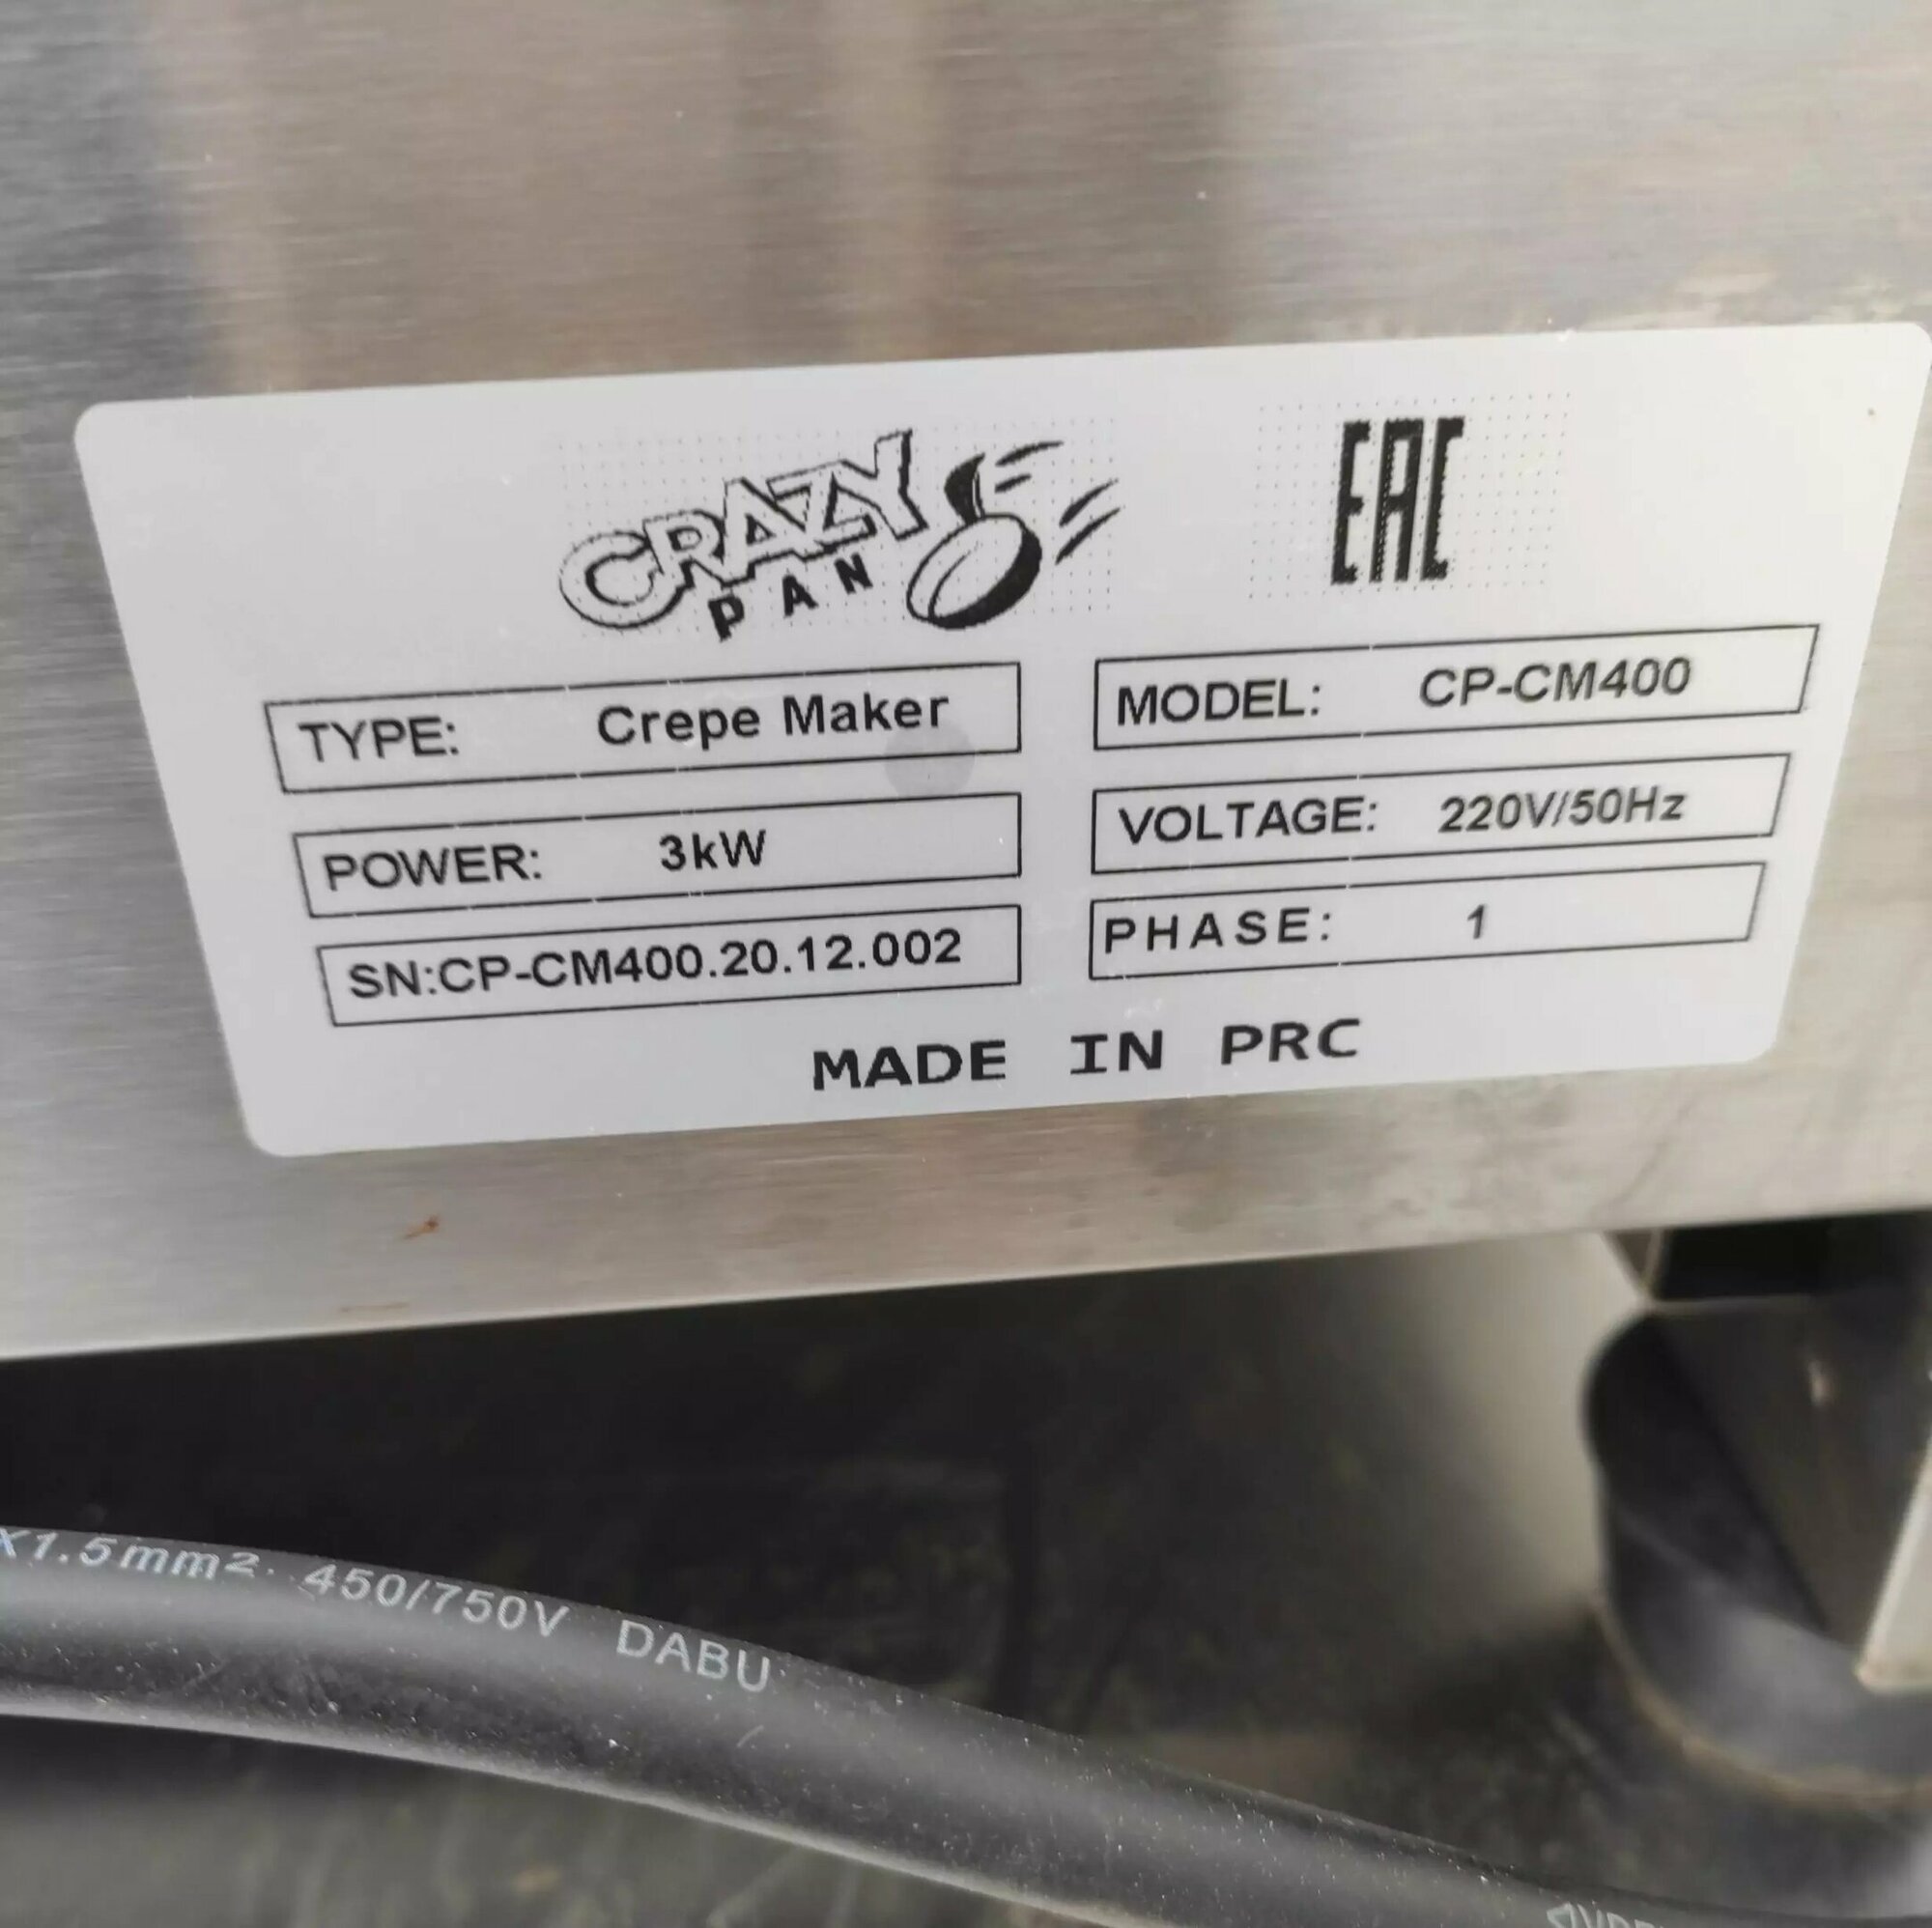 CRAZY
PAN
EAC
TYPE: Crepe Maker
MODEL: CP-CM400
POWER: 3kW
VOLTAGE: 220V/50Hz
SN:CP-CM400.20.12.002
PHASE: 1
MADE IN PRC
X1.5mm² 450/750V DABU